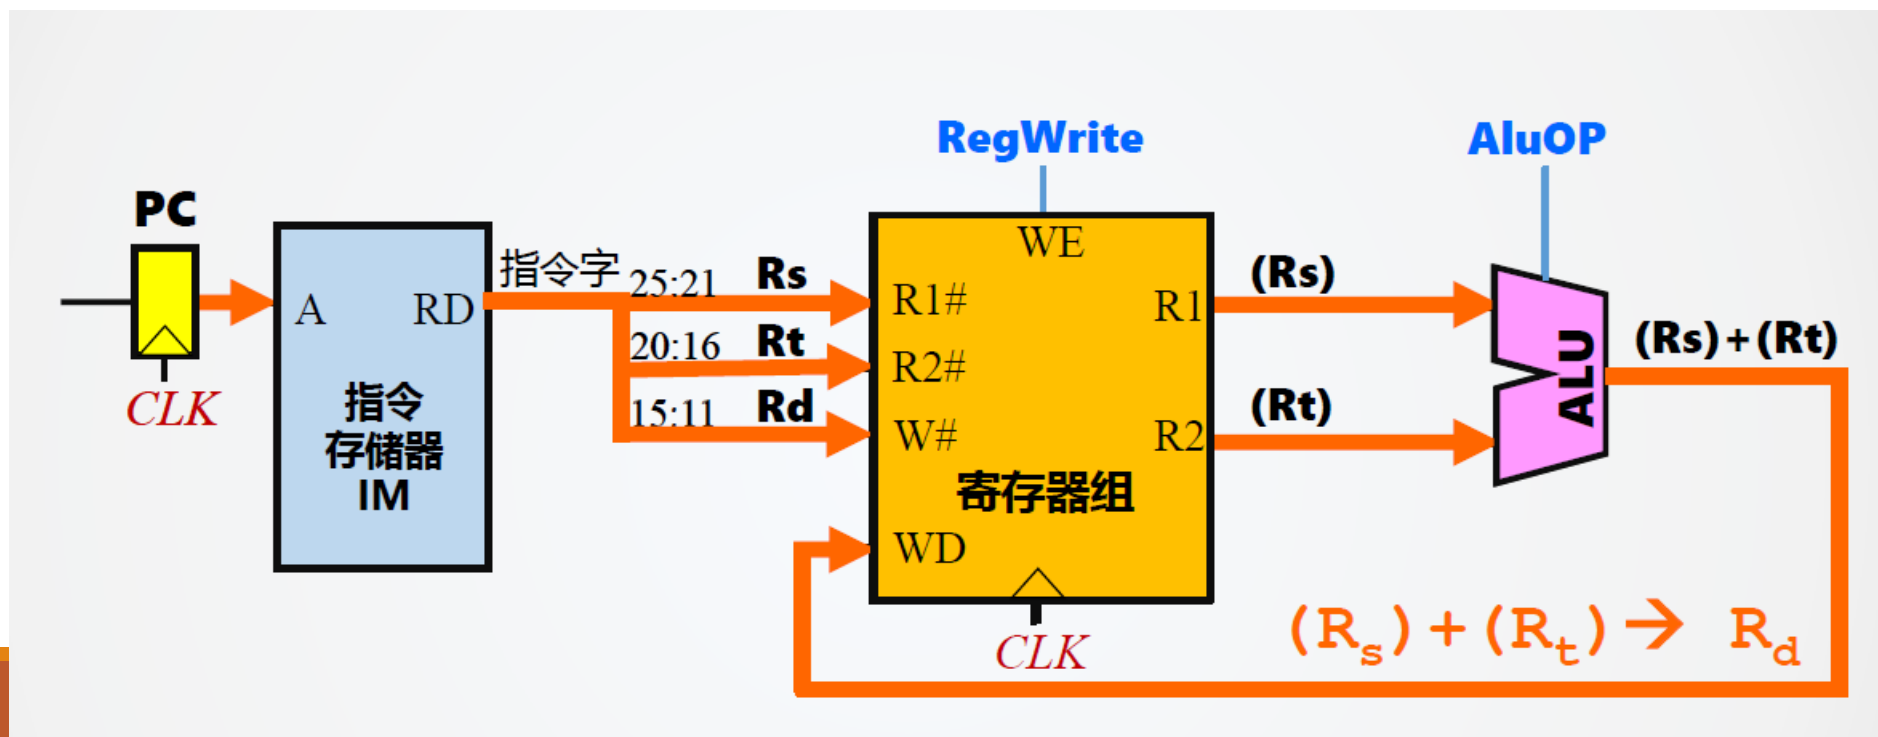 RegWrite
AluOP
PC
CLK
A
RD
指令
存储器
IM
指令字
25:21
Rs
20:16
Rt
15:11
Rd
WE
R1#
R2#
W#
WD
R1
R2
寄存器组
CLK
(Rs)
(Rt)
ALU
(Rs)+(Rt)
(Rs)+(Rt)→ Rd